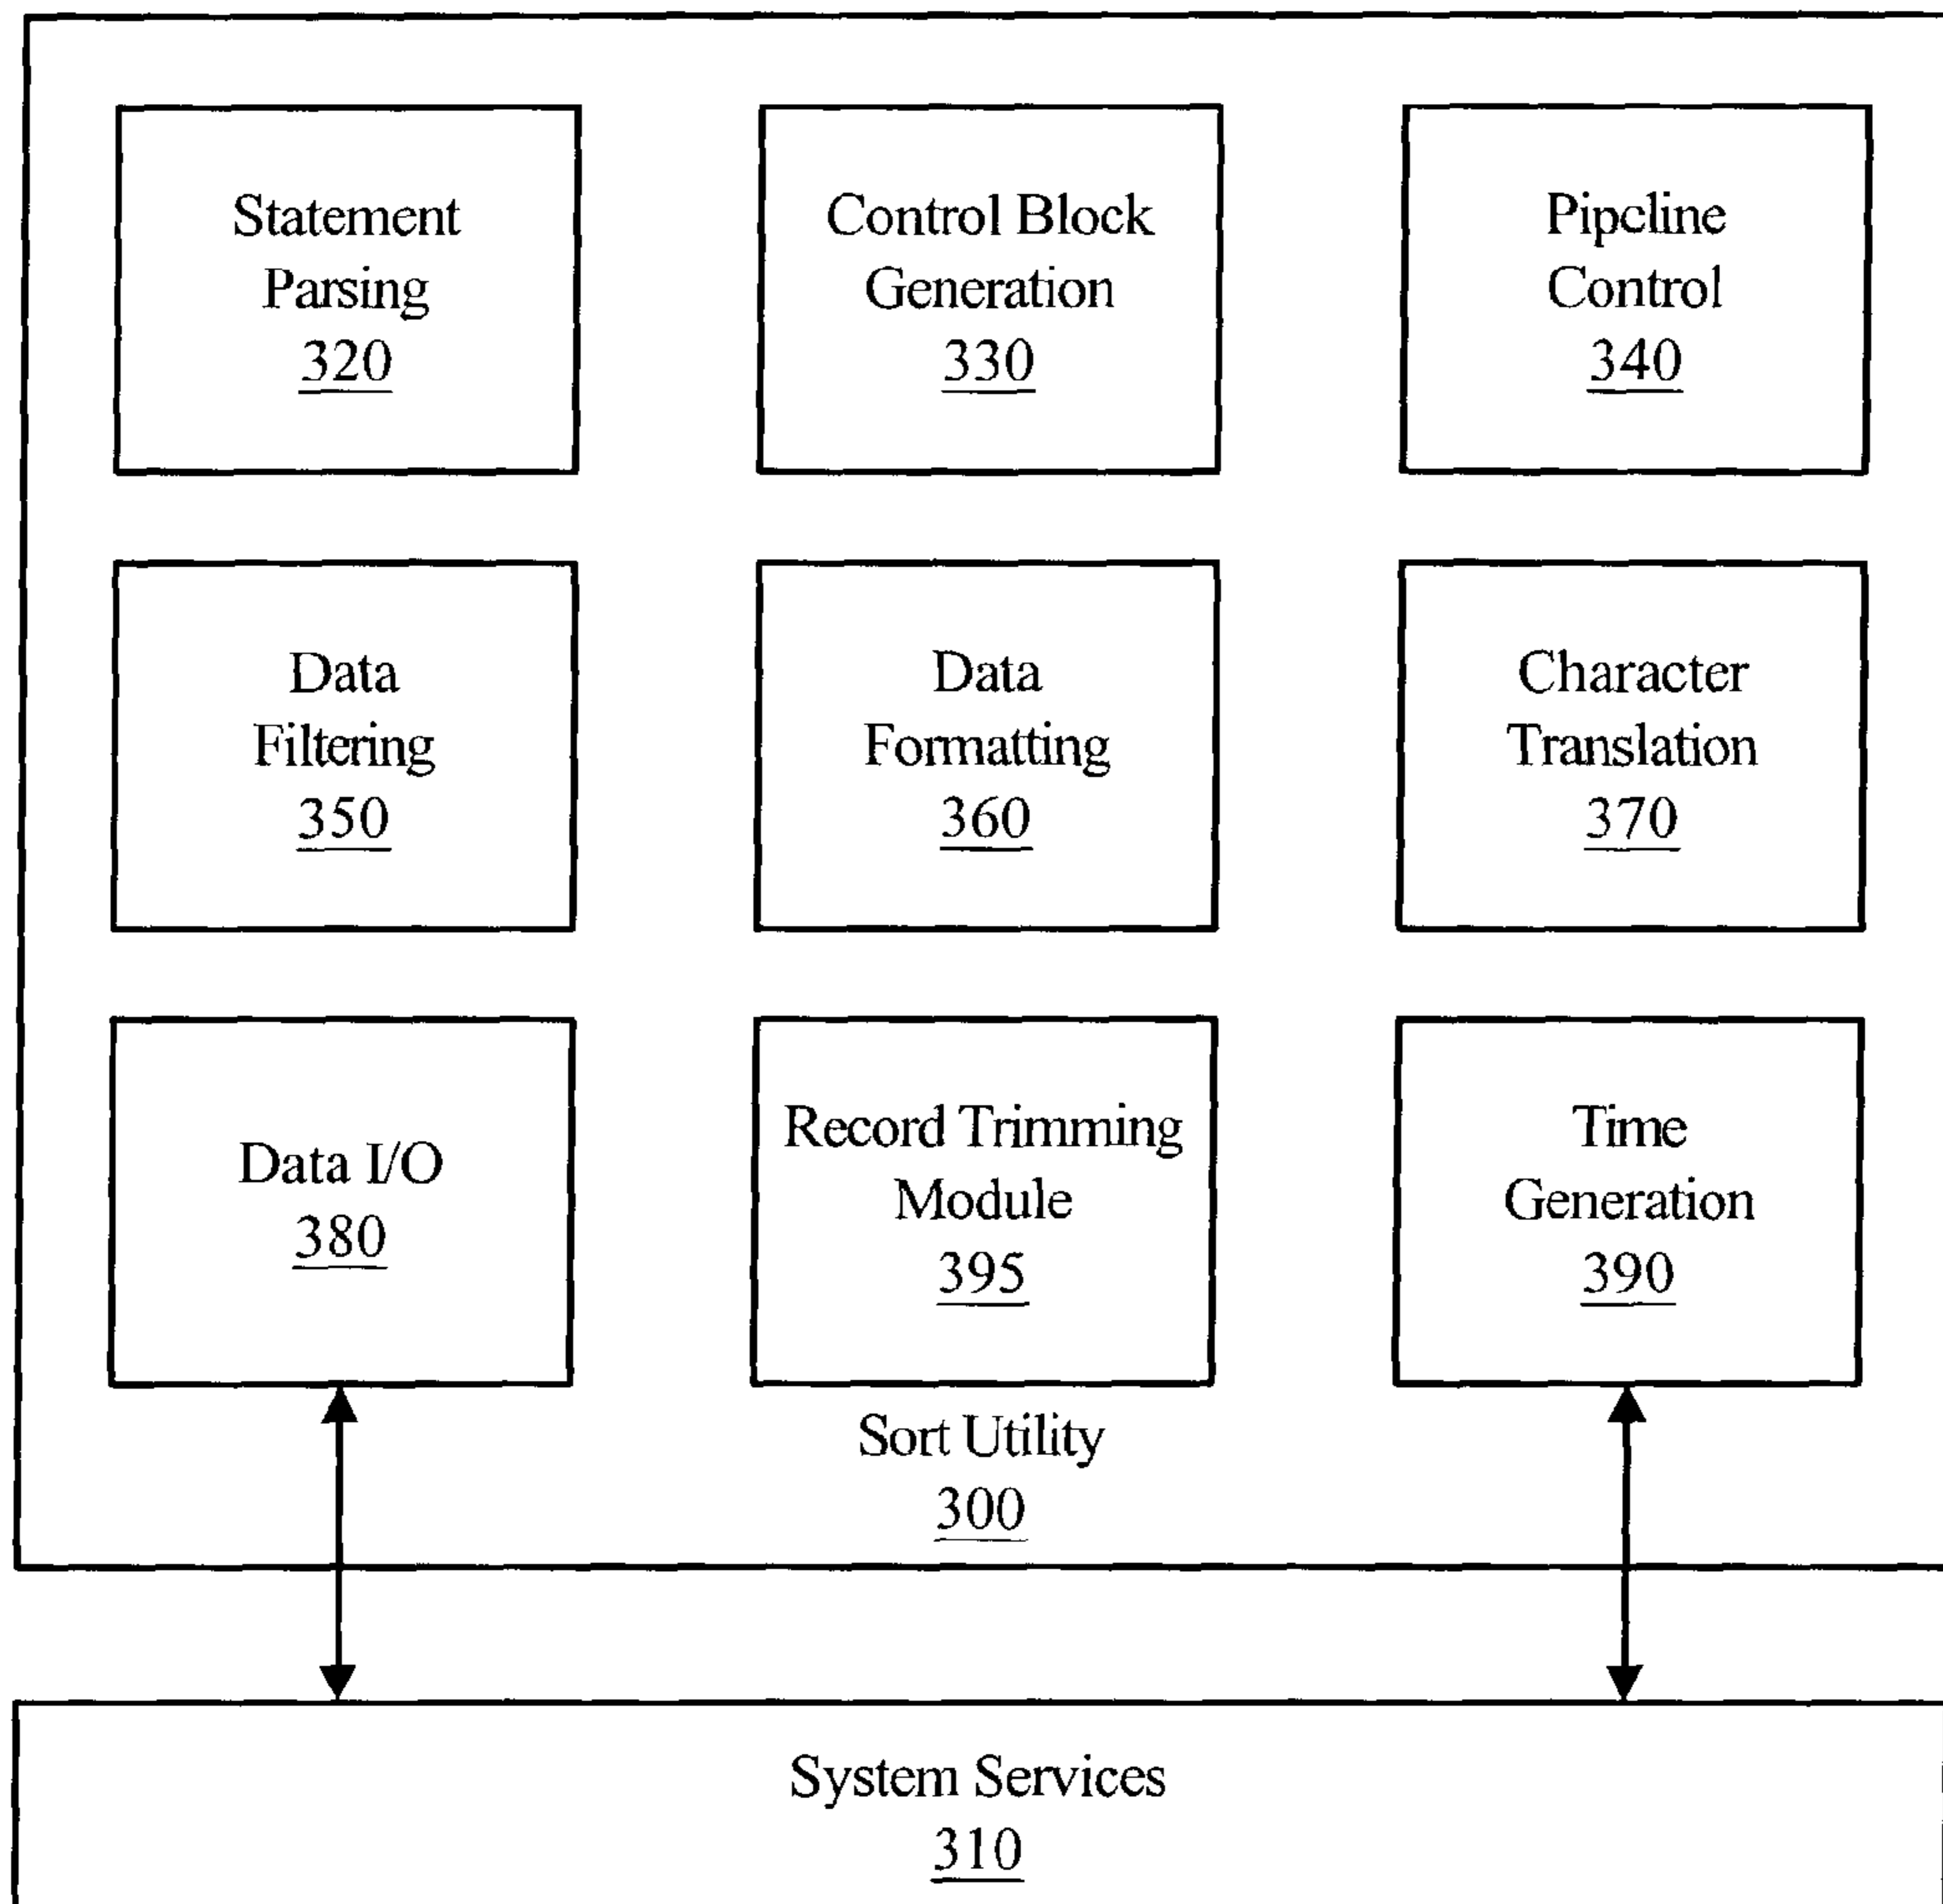 Statement
Parsing
320
Control Block
Generation
330
Pipeline
Control
340
Data
Filtering
350
Data
Formatting
360
Character
Translation
370
Data I/O
380
Record Trimming
Module
395
Time
Generation
390
Sort Utility
300
System Services
310